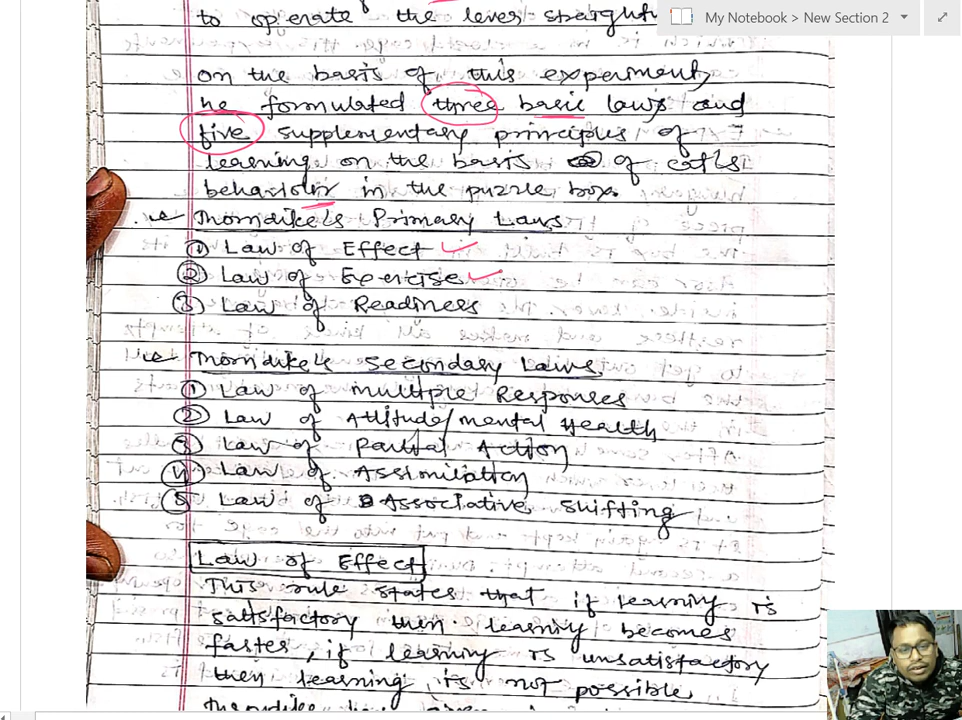 to operate the lever straight
My Notebook > New Section 2
on the basis of this experiment,
he formulated three basic laws and
five supplementary principles of
learning on the basis of cat's
behaviour in the puzzle box.
Thorndike's Primary Laws
① Law of Effect
② Law of Expertise
③ Law of Readiness
Thorndike's Secondary Laws
① Law of multiple Responses
② Law of Attitude/mental Health
③ Law of Partial Action
④ Law of Assimilation
⑤ Law of Associative Shifting
Law of Effect
This rule states that if learning is
satisfactory then learning becomes
faster, if learning is unsatisfactory
then learning is not possible